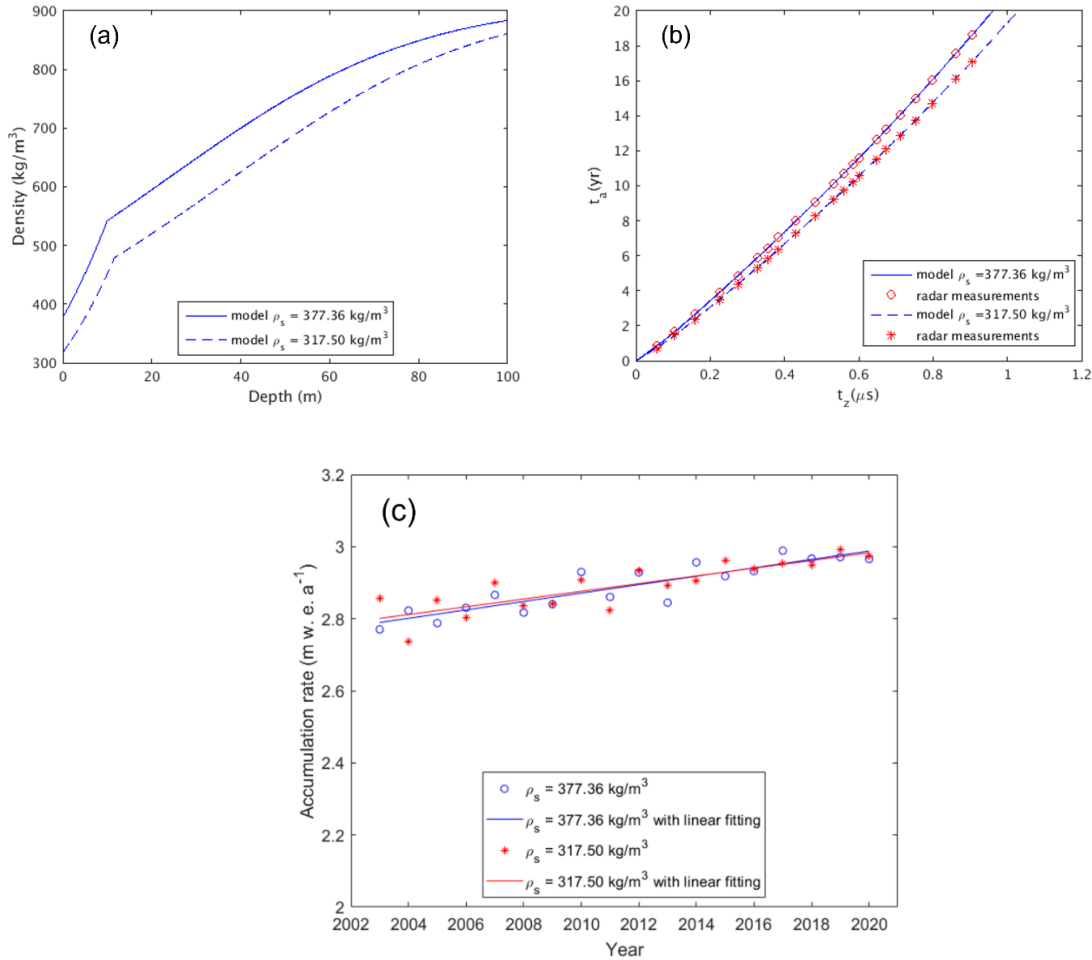 (a)
900
800
700
600
500
400
300
Density (kg/m³)
0
20
40
60
80
100
Depth (m)
model ρₛ = 377.36 kg/m³
model ρₛ = 317.50 kg/m³
(b)
20
18
16
14
12
10
8
6
4
2
0
tₐ(yr)
0
0.2
0.4
0.6
0.8
1
1.2
t_z(μs)
model ρₛ =377.36 kg/m³
radar measurements
model ρₛ =317.50 kg/m³
radar measurements
(c)
3.2
3
2.8
2.6
2.4
2.2
2
Accumulation rate (m w. e. a⁻¹)
2002
2004
2006
2008
2010
2012
2014
2016
2018
2020
Year
ρₛ = 377.36 kg/m³
ρₛ = 377.36 kg/m³ with linear fitting
ρₛ = 317.50 kg/m³
ρₛ = 317.50 kg/m³ with linear fitting